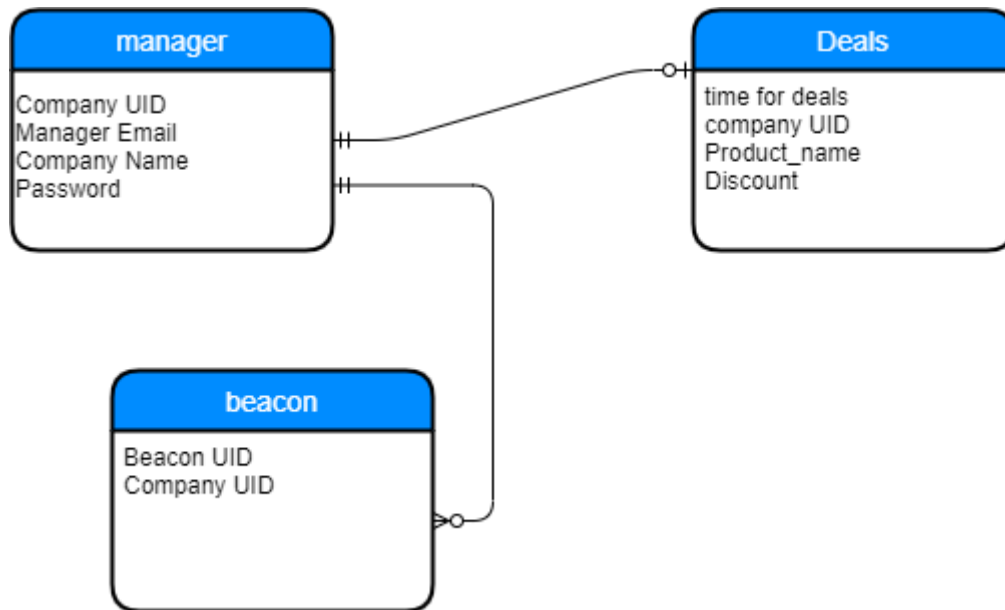 manager
Company UID
Manager Email
Company Name
Password
Deals
time for deals
company UID
Product_name
Discount
beacon
Beacon UID
Company UID